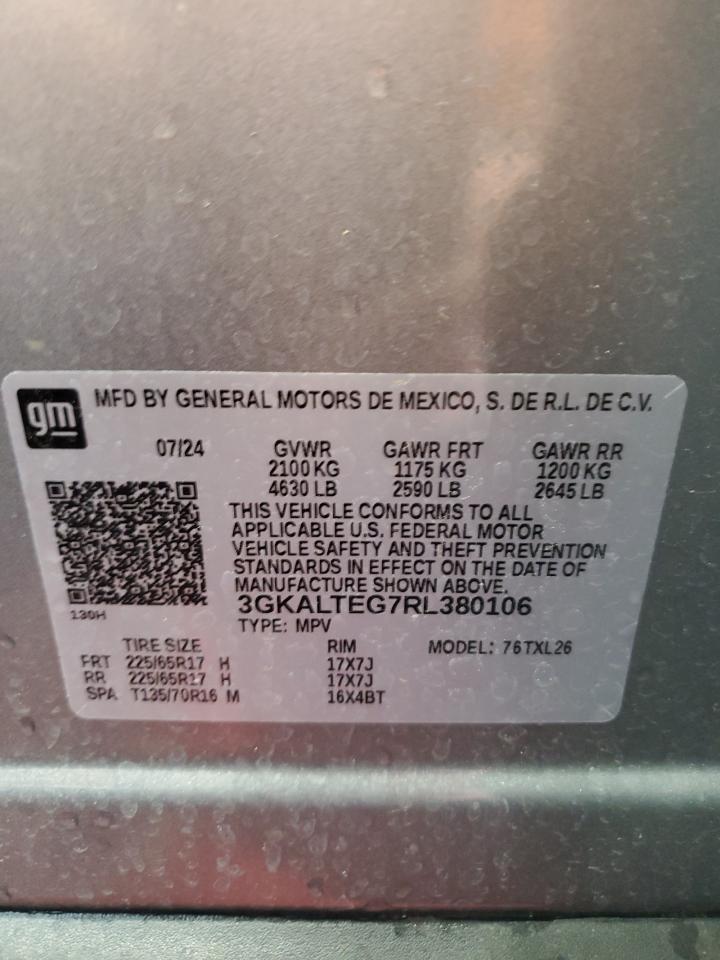 gm
MFD BY GENERAL MOTORS DE MEXICO, S. DE R.L. DE C.V.
07/24 GVWR GAWR FRT GAWR RR
2100 KG 1175 KG 1200 KG
4630 LB 2590 LB 2645 LB
THIS VEHICLE CONFORMS TO ALL
APPLICABLE U.S. FEDERAL MOTOR
VEHICLE SAFETY AND THEFT PREVENTION
STANDARDS IN EFFECT ON THE DATE OF
MANUFACTURE SHOWN ABOVE.
3GKALTEG7RL380106
130H
TYPE: MPV
TIRE SIZE RIM MODEL: 76TXL26
FRT 225/65R17 H 17X7J
RR 225/65R17 H 17X7J
SPA T135/70R16 M 16X4BT